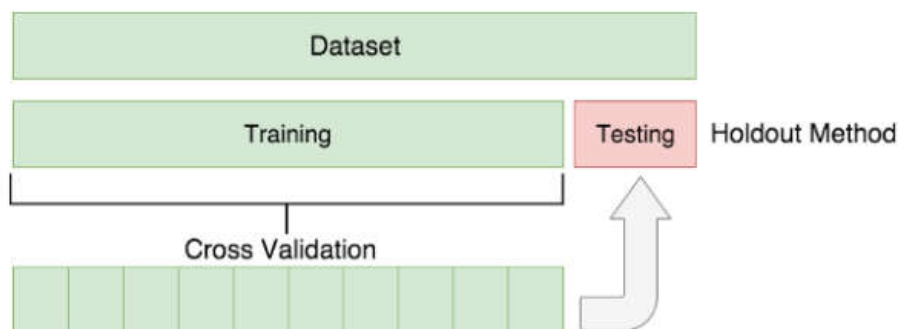 Dataset
Training
Testing
Holdout Method
Cross Validation